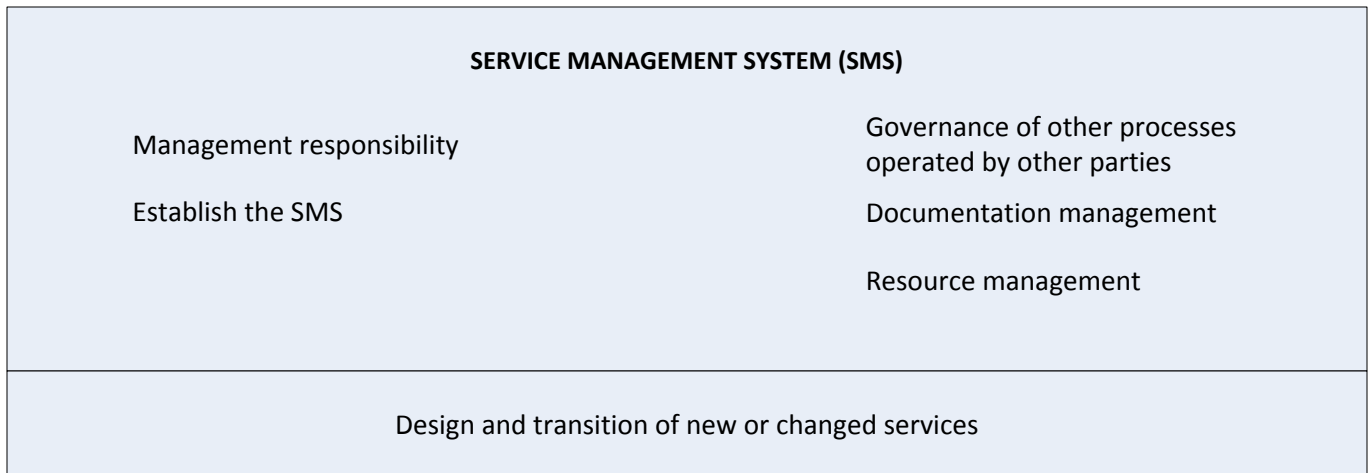 SERVICE MANAGEMENT SYSTEM (SMS)
Management responsibility
Establish the SMS
Governance of other processes
operated by other parties
Documentation management
Resource management
Design and transition of new or changed services